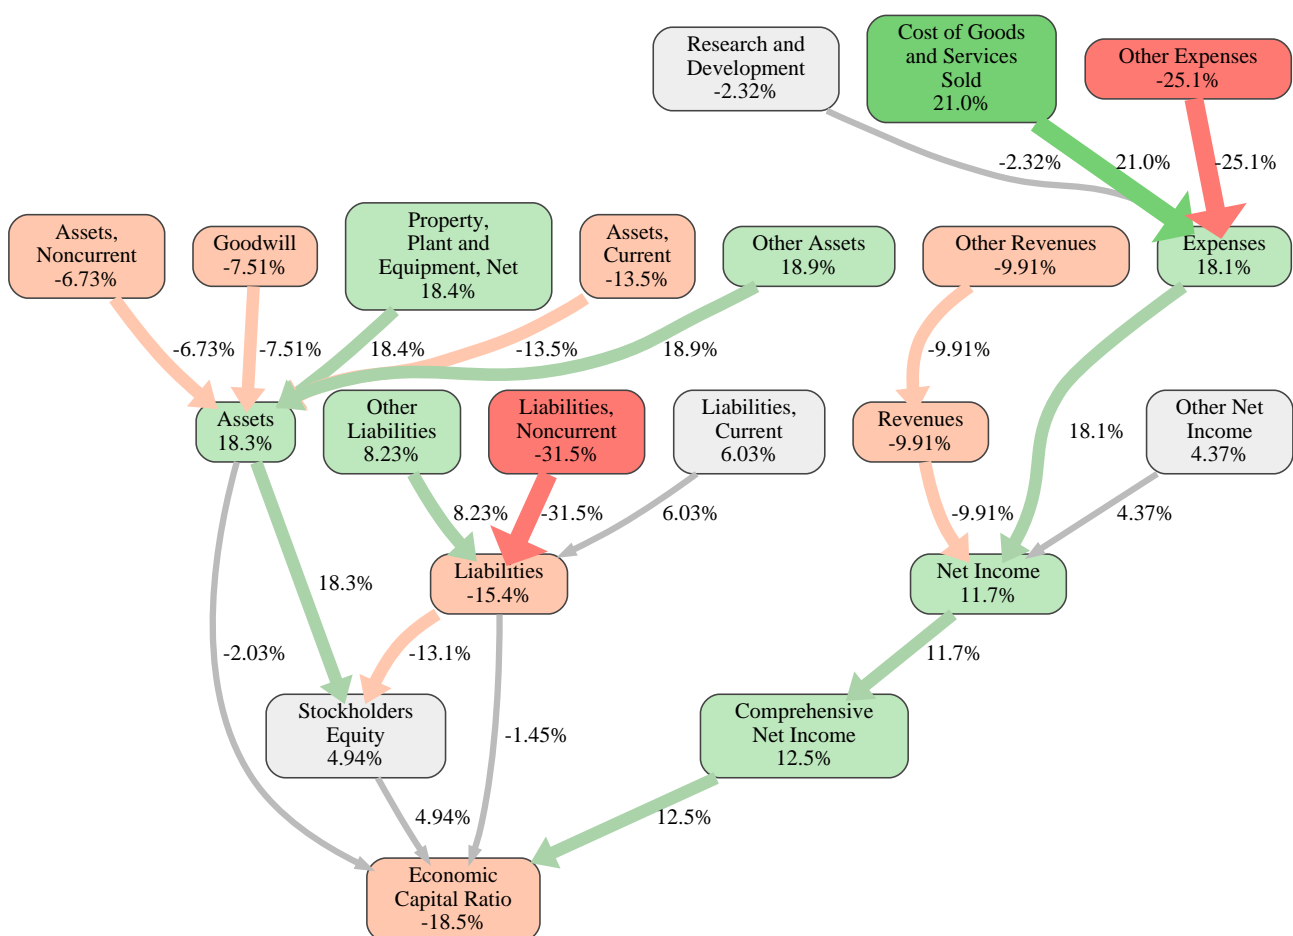 Research and
Development
-2.32%
Cost of Goods
and Services
Sold
21.0%
Other Expenses
-25.1%
-2.32%
21.0%
-25.1%
Assets,
Noncurrent
-6.73%
Goodwill
-7.51%
Property,
Plant and
Equipment, Net
18.4%
Assets,
Current
-13.5%
Other Assets
18.9%
Other Revenues
-9.91%
Expenses
18.1%
-6.73%
-7.51%
18.4%
-13.5%
18.9%
-9.91%
Assets
18.3%
Other
Liabilities
8.23%
Liabilities,
Noncurrent
-31.5%
Liabilities,
Current
6.03%
Revenues
-9.91%
18.1%
Other Net
Income
4.37%
8.23%
-31.5%
6.03%
-9.91%
4.37%
18.3%
Liabilities
-15.4%
Net Income
11.7%
-2.03%
-13.1%
11.7%
Stockholders
Equity
4.94%
-1.45%
Comprehensive
Net Income
12.5%
4.94%
12.5%
Economic
Capital Ratio
-18.5%